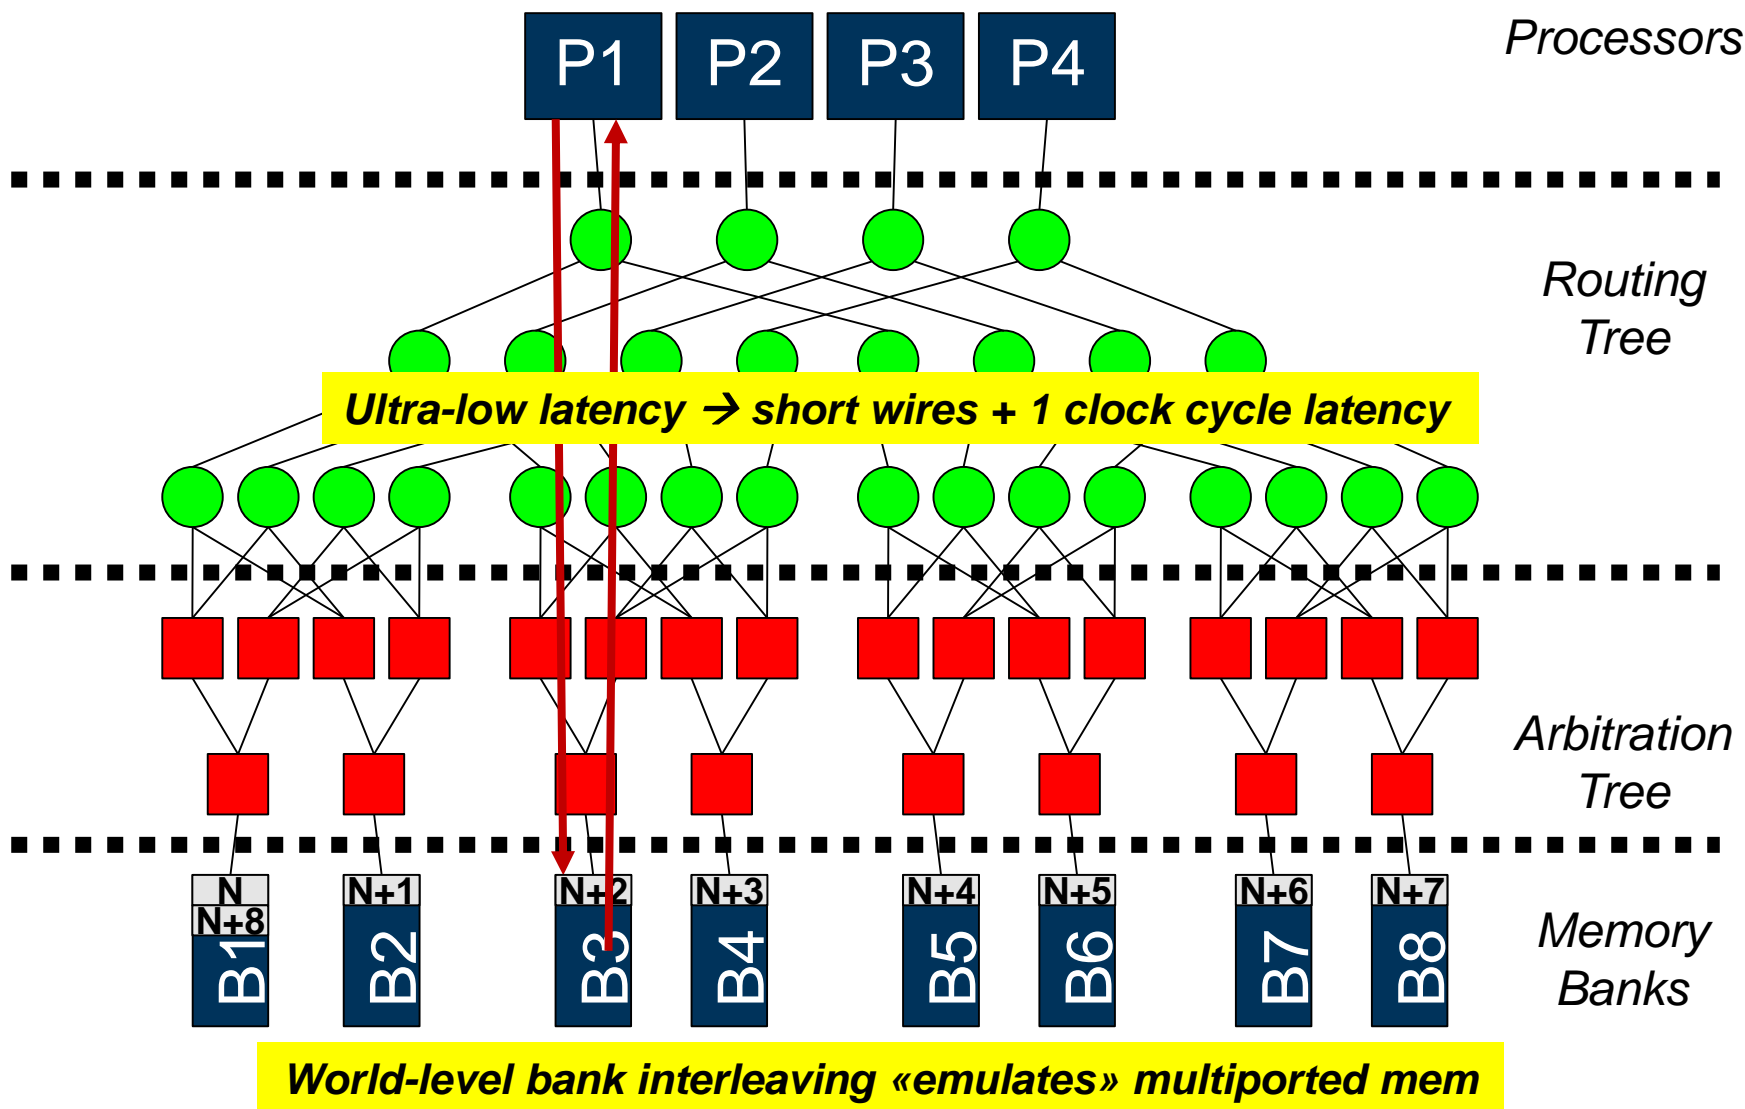 P1 P2 P3 P4
Processors
Routing
Tree
Ultra-low latency → short wires + 1 clock cycle latency
Arbitration
Tree
N N+1 N+2 N+3 N+4 N+5 N+6 N+7
N+8
B1 B2 B3 B4 B5 B6 B7 B8
Memory
Banks
World-level bank interleaving «emulates» multiported mem